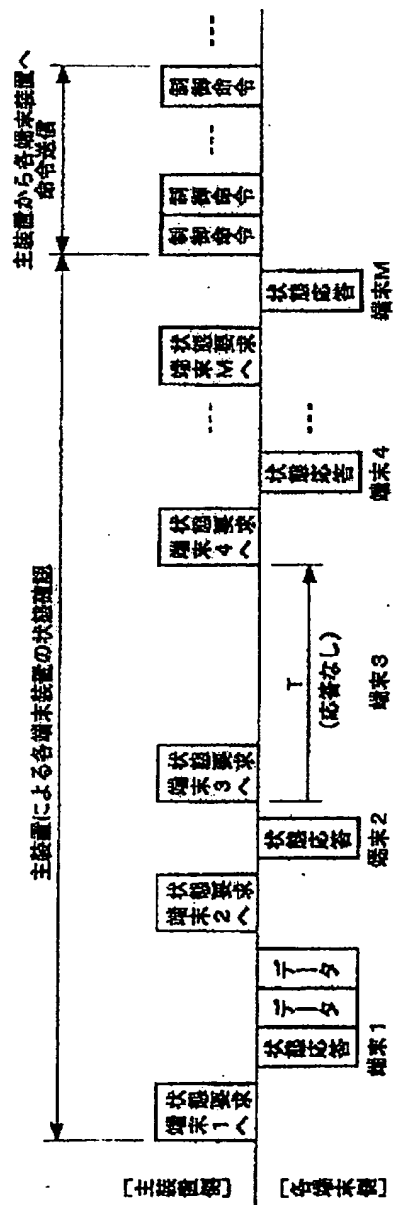 主装置による各端末装置の状態確認
主装置から各端末装置へ
命令送信
[主装置側]
状態要求
端末1へ
状態要求
端末2へ
状態要求
端末3へ
状態要求
端末4へ
---
状態要求
端末Mへ
制御命令
制御命令
---
制御命令
---
[各端末側]
状態応答
データ
データ
状態応答
T
(応答なし)
状態応答
---
状態応答
端末1
端末2
端末3
端末4
端末M